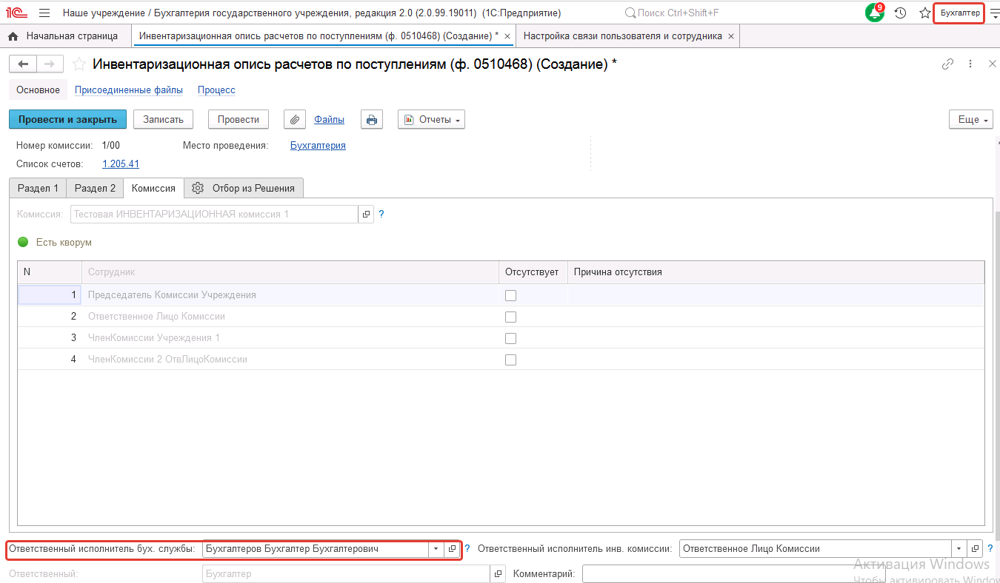 1С Наше учреждение / Бухгалтерия государственного учреждения, редакция 2.0 (2.0.99.19011) (1С:Предприятие) Поиск Ctrl+Shift+F 9 Бухгалтер
Начальная страница Инвентаризационная опись расчетов по поступлениям (ф. 0510468) (Создание) * × Настройка связи пользователя и сотрудника ×
Инвентаризационная опись расчетов по поступлениям (ф. 0510468) (Создание) *
Основное Присоединенные файлы Процесс
Провести и закрыть Записать Провести Файлы Отчеты Еще
Номер комиссии: 1/00 Место проведения: Бухгалтерия
Список счетов: 1.205.41
Раздел 1 Раздел 2 Комиссия Отбор из Решения
Комиссия: Тестовая ИНВЕНТАРИЗАЦИОННАЯ комиссия 1 ?
Есть кворум
N Сотрудник Отсутствует Причина отсутствия
1 Председатель Комиссии Учреждения
2 Ответственное Лицо Комиссии
3 ЧленКомиссии Учреждения 1
4 ЧленКомиссии 2 ОтвЛицоКомиссии
Ответственный исполнитель бух. службы: Бухгалтеров Бухгалтер Бухгалтерович ? Ответственный исполнитель инв. комиссии: Ответственное Лицо Комиссии ?
Активация Windows
Ответственный: Бухгалтер Комментарий:
Чтобы активировать Window